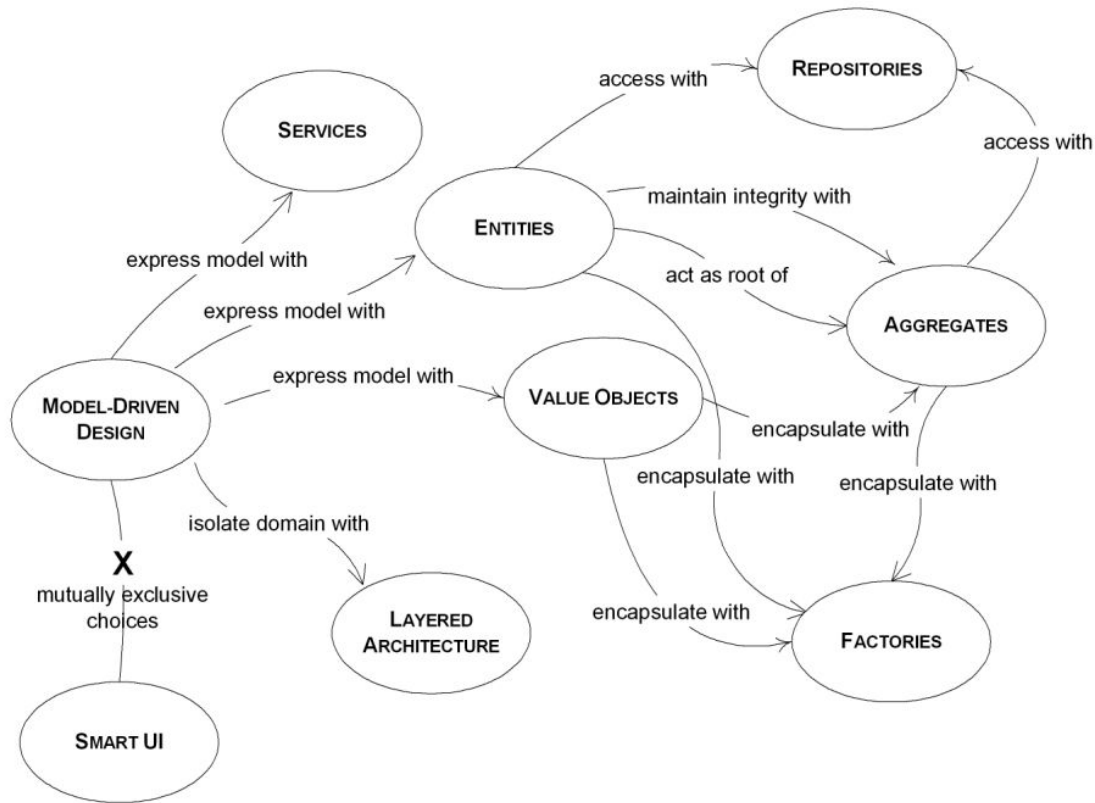 REPOSITORIES
access with
SERVICES
access with
maintain integrity with
ENTITIES
express model with
act as root of
express model with
AGGREGATES
express model with
VALUE OBJECTS
MODEL-DRIVEN
DESIGN
encapsulate with
encapsulate with
encapsulate with
isolate domain with
X
mutually exclusive
choices
encapsulate with
LAYERED
ARCHITECTURE
FACTORIES
SMART UI